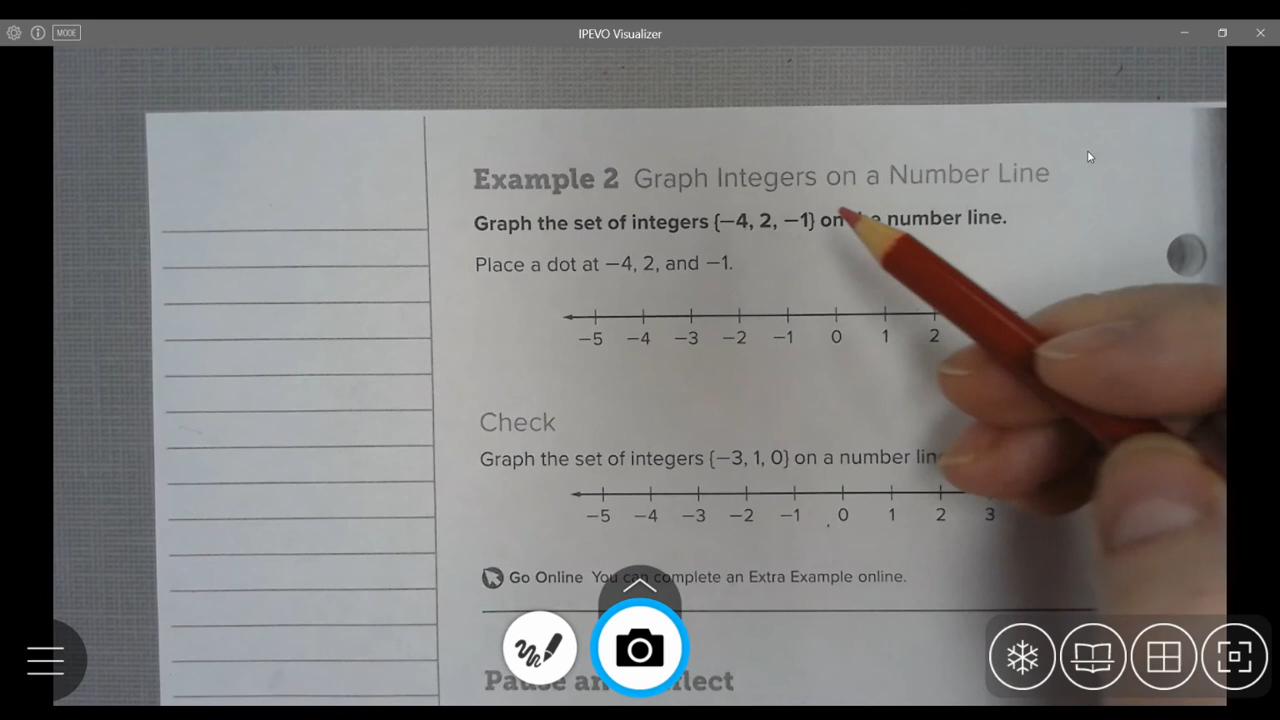 MODE
IPEVO Visualizer
Example 2 Graph Integers on a Number Line
Graph the set of integers {−4, 2, −1} on number line.
Place a dot at −4, 2, and −1.
−5 −4 −3 −2 −1 0 1 2
Check
Graph the set of integers {−3, 1, 0} on a number
−5 −4 −3 −2 −1 0 1 2 3
Go Online You can complete an Extra Example online.